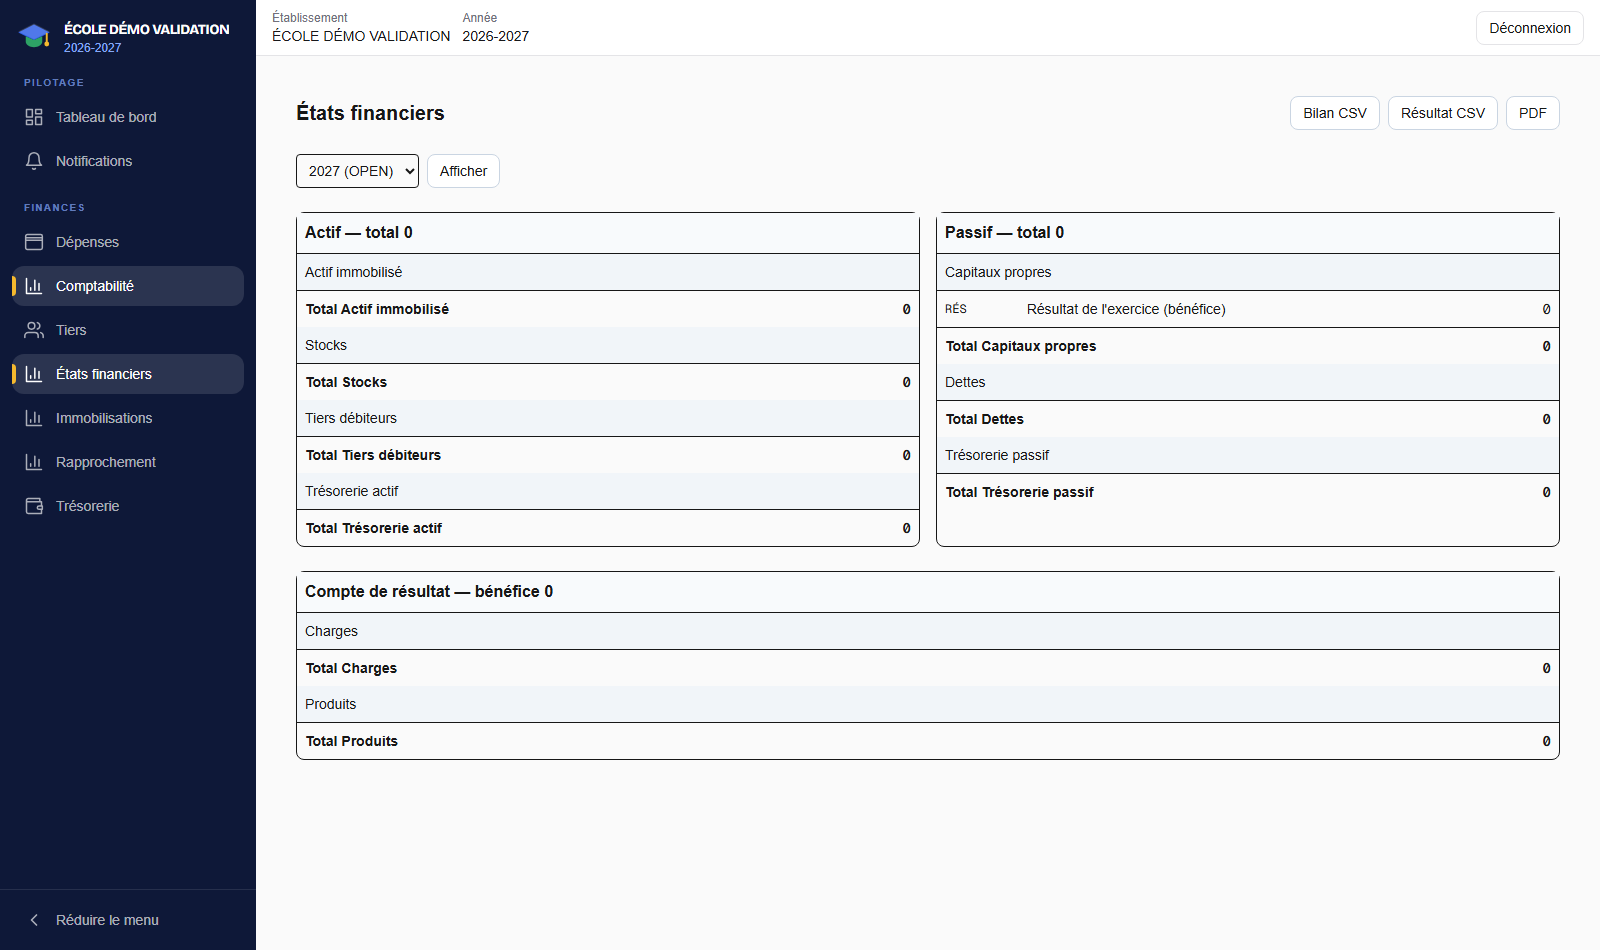 ÉCOLE DÉMO VALIDATION
2026-2027
PILOTAGE
Tableau de bord
Notifications
FINANCES
Dépenses
Comptabilité
Tiers
États financiers
Immobilisations
Rapprochement
Trésorerie
Réduire le menu
Établissement
ÉCOLE DÉMO VALIDATION
Année
2026-2027
Déconnexion
États financiers
Bilan CSV
Résultat CSV
PDF
2027 (OPEN)
Afficher
Actif — total 0
Actif immobilisé
Total Actif immobilisé 0
Stocks
Total Stocks 0
Tiers débiteurs
Total Tiers débiteurs 0
Trésorerie actif
Total Trésorerie actif 0
Passif — total 0
Capitaux propres
RÉS Résultat de l'exercice (bénéfice) 0
Total Capitaux propres 0
Dettes
Total Dettes 0
Trésorerie passif
Total Trésorerie passif 0
Compte de résultat — bénéfice 0
Charges
Total Charges 0
Produits
Total Produits 0